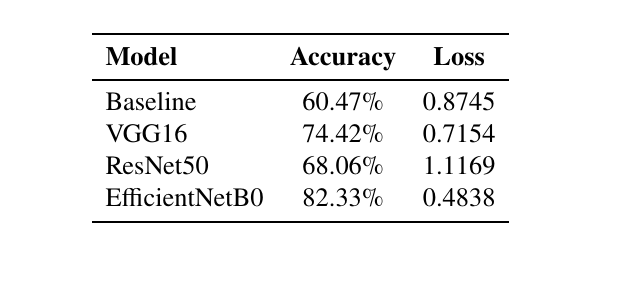 Model Accuracy Loss
Baseline 60.47% 0.8745
VGG16 74.42% 0.7154
ResNet50 68.06% 1.1169
EfficientNetB0 82.33% 0.4838